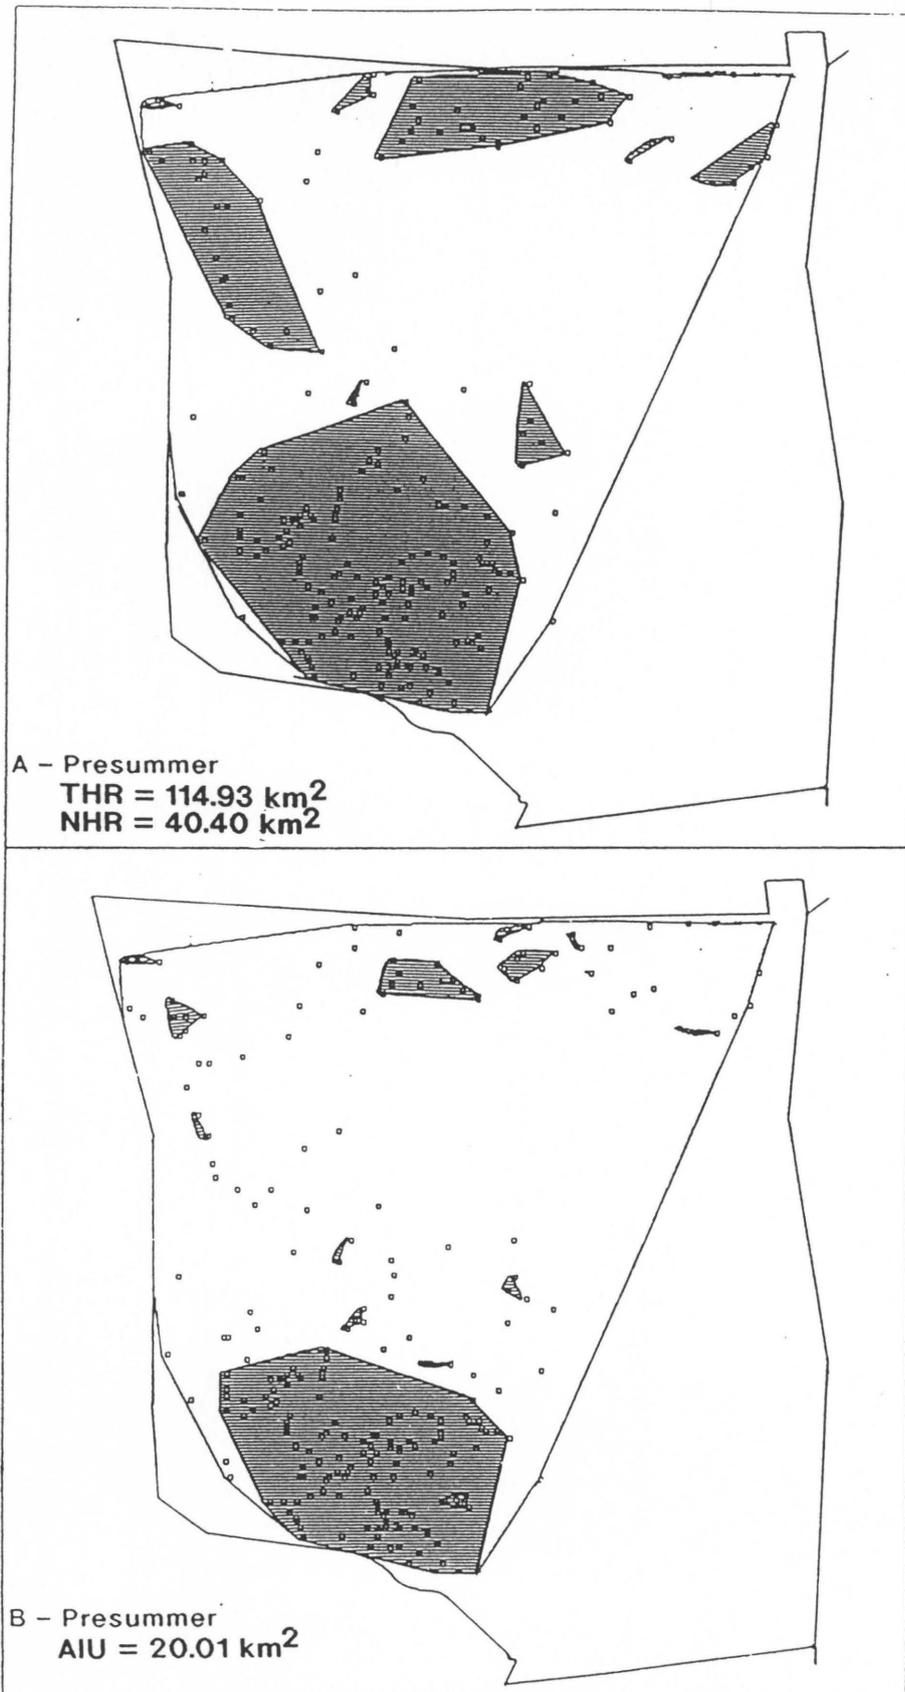 A – Presummer
THR = 114.93 km²
NHR = 40.40 km²
B – Presummer
AIU = 20.01 km²